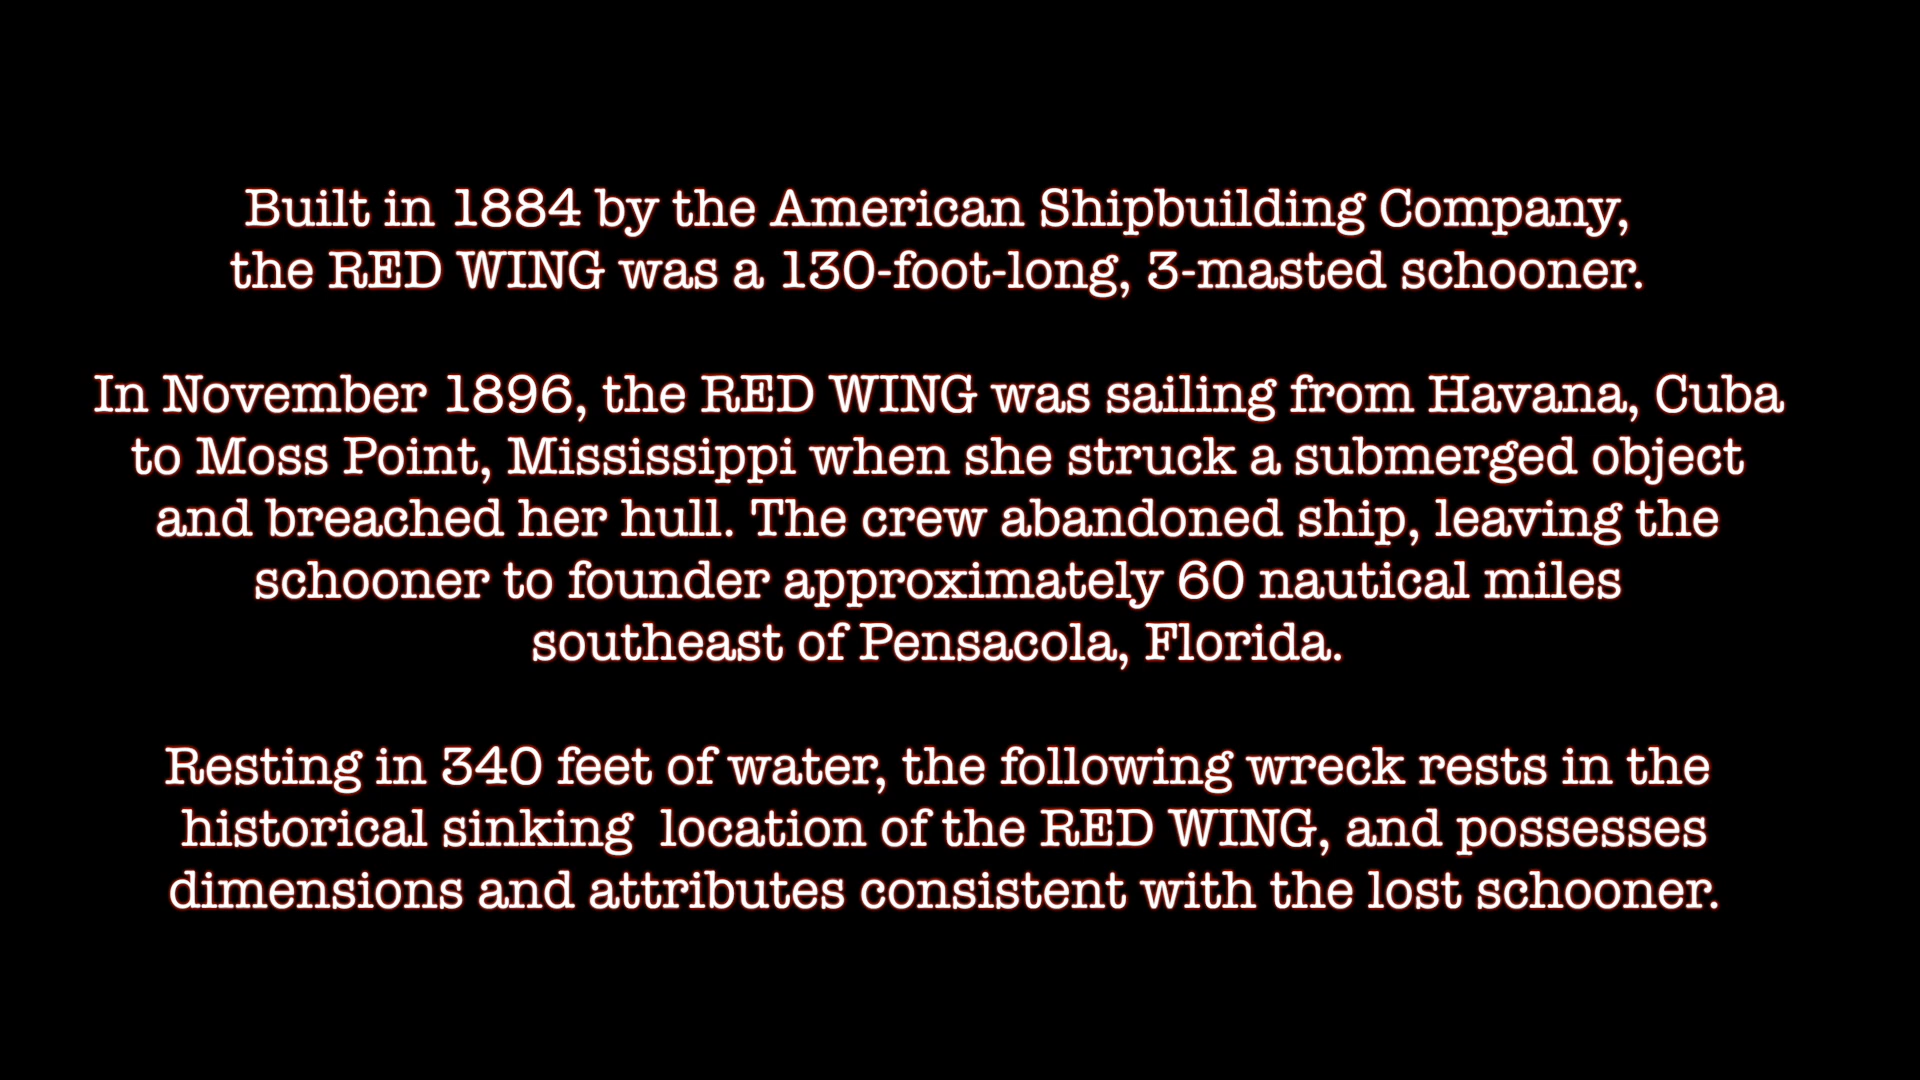 Built in 1884 by the American Shipbuilding Company,
the RED WING was a 130-foot-long, 3-masted schooner.
In November 1896, the RED WING was sailing from Havana, Cuba
to Moss Point, Mississippi when she struck a submerged object
and breached her hull. The crew abandoned ship, leaving the
schooner to founder approximately 60 nautical miles
southeast of Pensacola, Florida.
Resting in 340 feet of water, the following wreck rests in the
historical sinking  location of the RED WING, and possesses
dimensions and attributes consistent with the lost schooner.